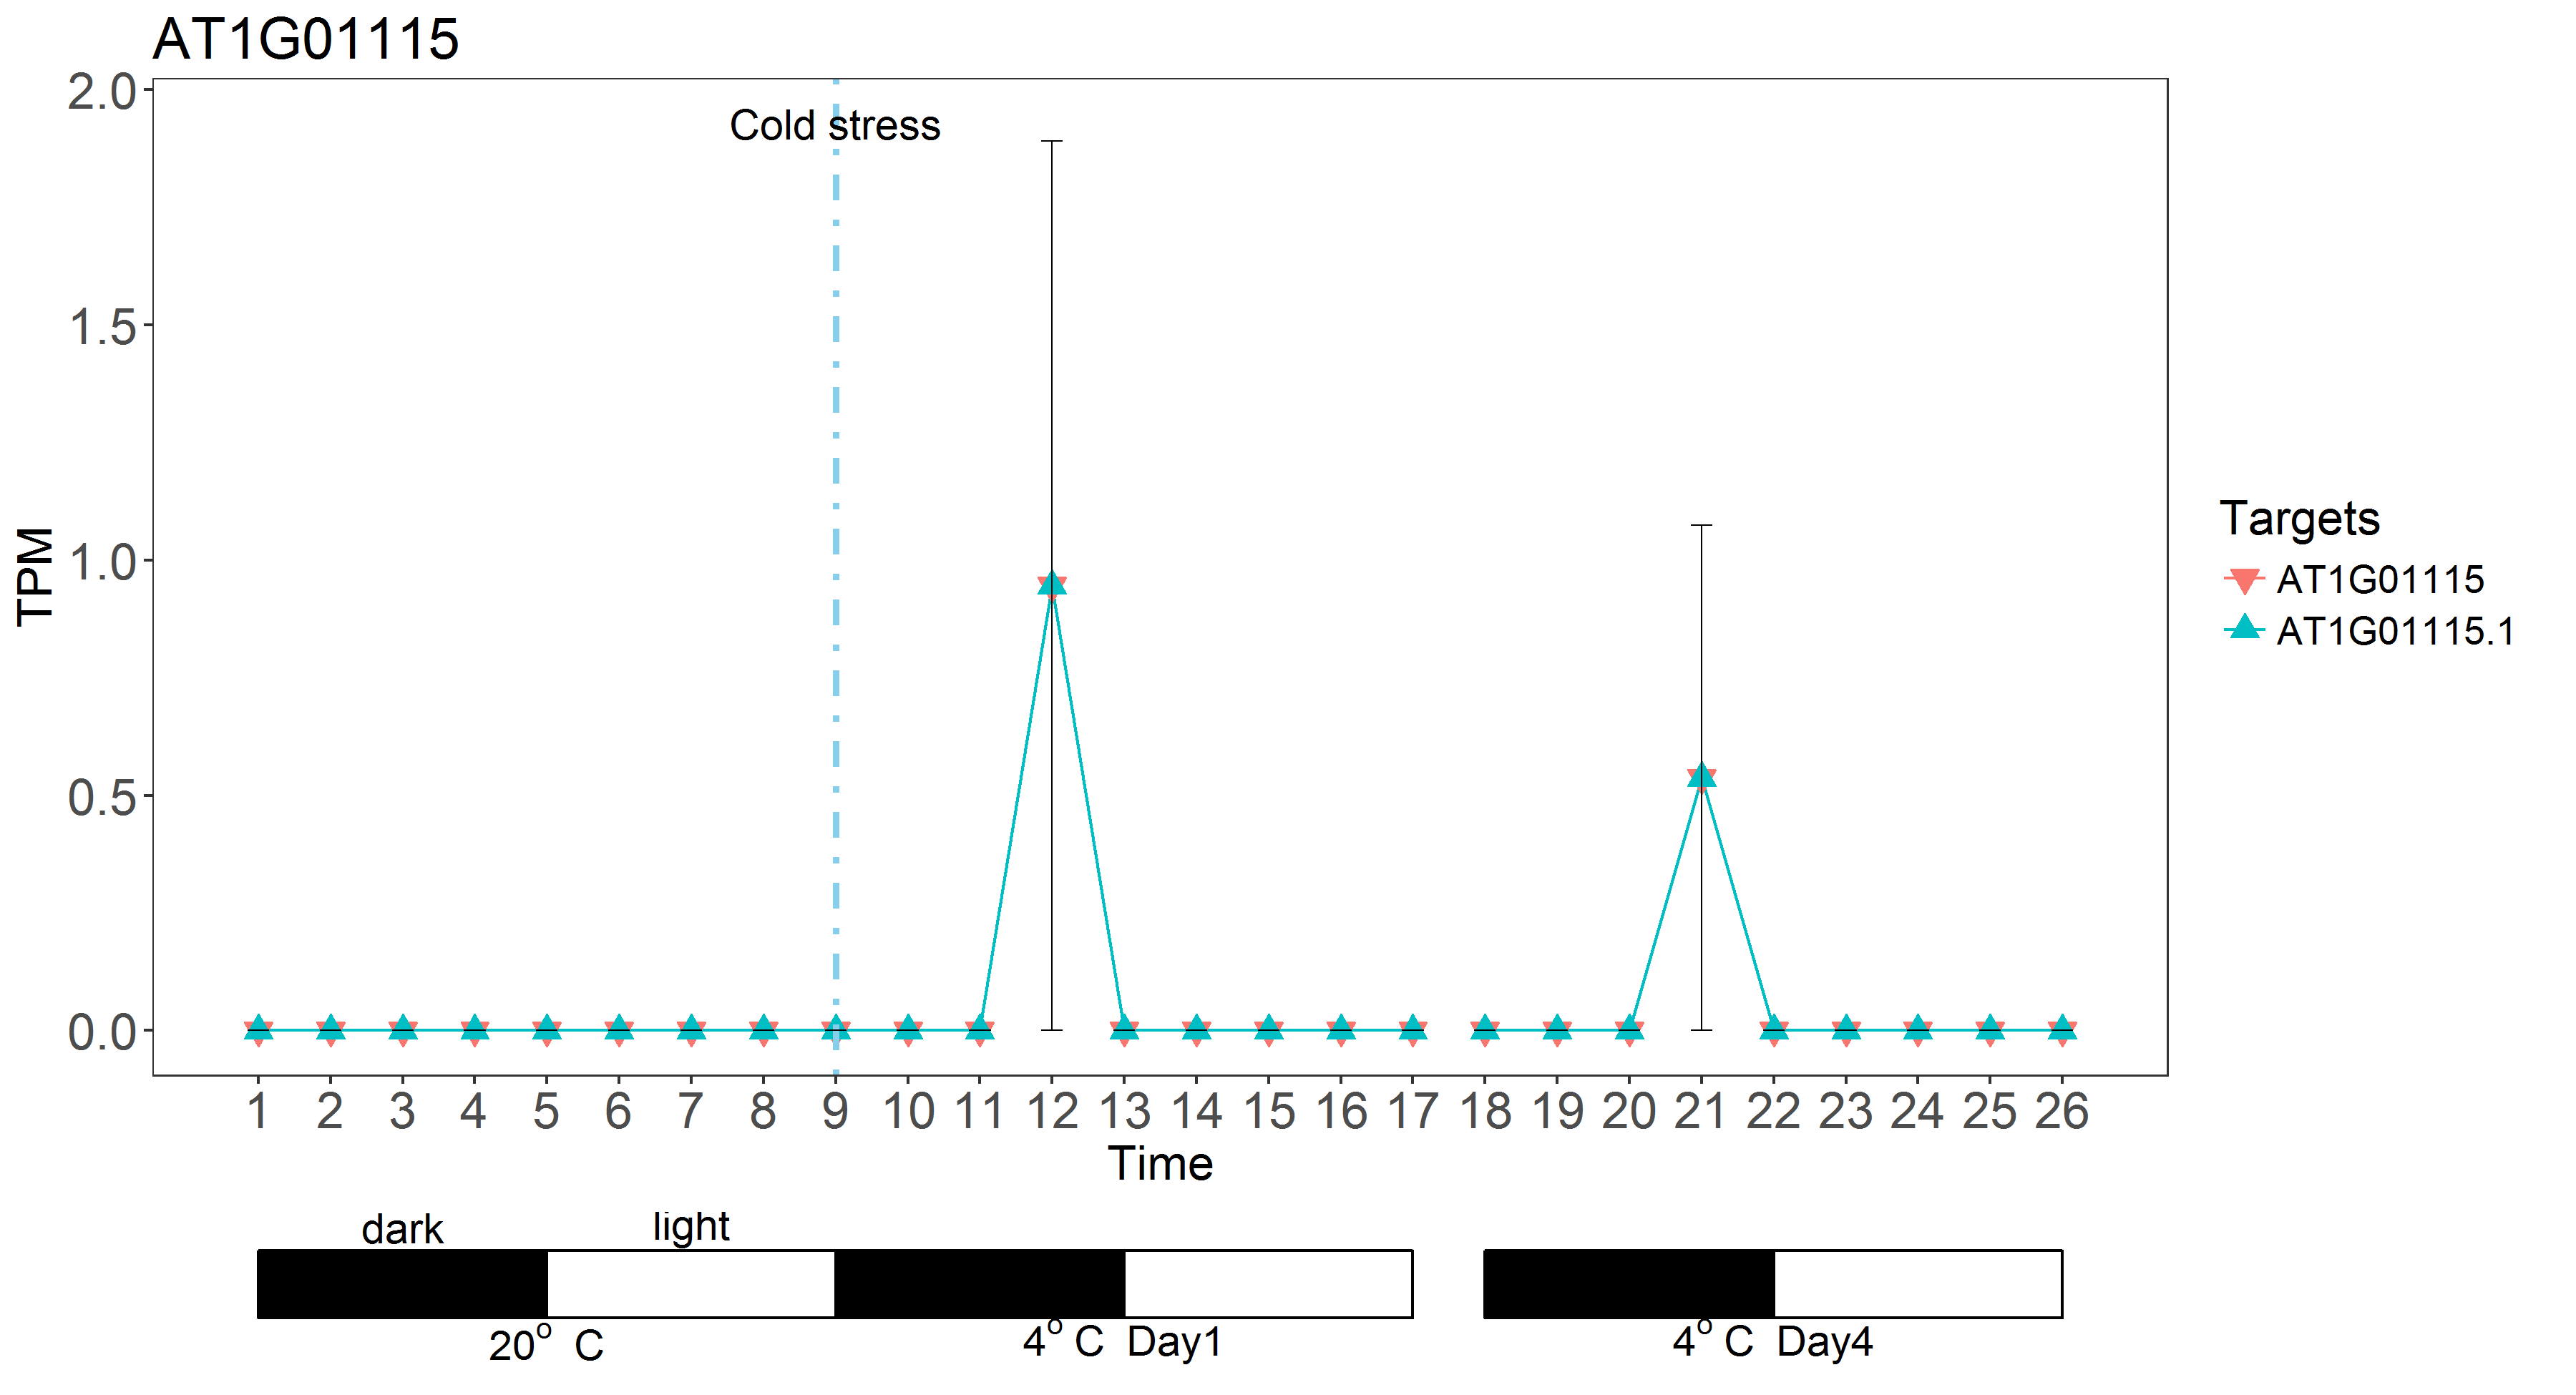 AT1G01115
2.0
Cold stress
1.5
1.0
0.5
0.0
TPM
Targets
AT1G01115
AT1G01115.1
1 2 3 4 5 6 7 8 9 10 11 12 13 14 15 16 17 18 19 20 21 22 23 24 25 26
Time
dark light
20° C 4° C Day1 4° C Day4